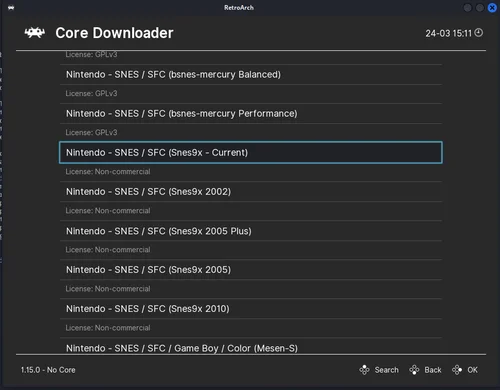 RetroArch
Core Downloader
24-03 15:11
License: GPLv3
Nintendo - SNES / SFC (bsnes-mercury Balanced)
License: GPLv3
Nintendo - SNES / SFC (bsnes-mercury Performance)
License: GPLv3
Nintendo - SNES / SFC (Snes9x - Current)
License: Non-commercial
Nintendo - SNES / SFC (Snes9x 2002)
License: Non-commercial
Nintendo - SNES / SFC (Snes9x 2005 Plus)
License: Non-commercial
Nintendo - SNES / SFC (Snes9x 2005)
License: Non-commercial
Nintendo - SNES / SFC (Snes9x 2010)
License: Non-commercial
Nintendo - SNES / SFC / Game Boy / Color (Mesen-S)
1.15.0 - No Core
Search
Back
OK